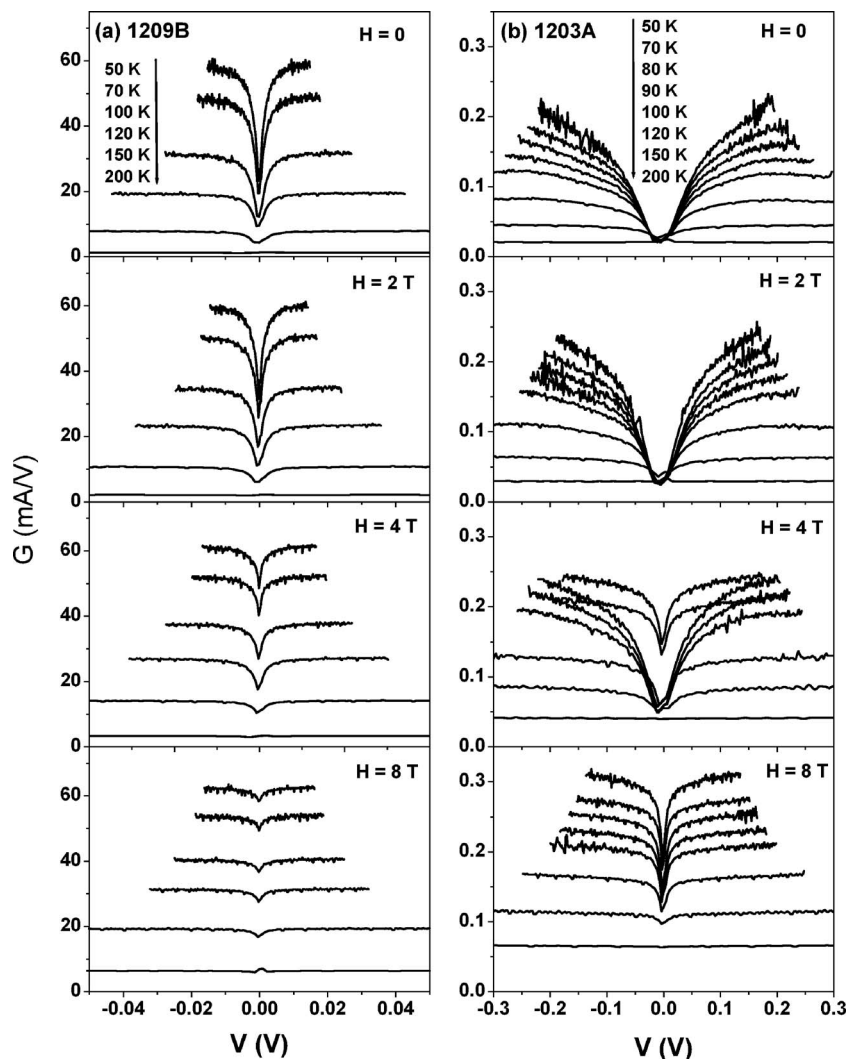 (a) 1209B
H = 0
50 K
70 K
100 K
120 K
150 K
200 K
60
40
20
0
H = 2 T
60
40
20
0
H = 4 T
60
40
20
0
H = 8 T
60
40
20
0
-0.04
-0.02
0.00
0.02
0.04
V (V)
G (mA/V)
(b) 1203A
H = 0
50 K
70 K
80 K
90 K
100 K
120 K
150 K
200 K
0.3
0.2
0.1
0.0
H = 2 T
0.3
0.2
0.1
0.0
H = 4 T
0.3
0.2
0.1
0.0
H = 8 T
0.3
0.2
0.1
0.0
-0.3
-0.2
-0.1
0.0
0.1
0.2
0.3
V (V)